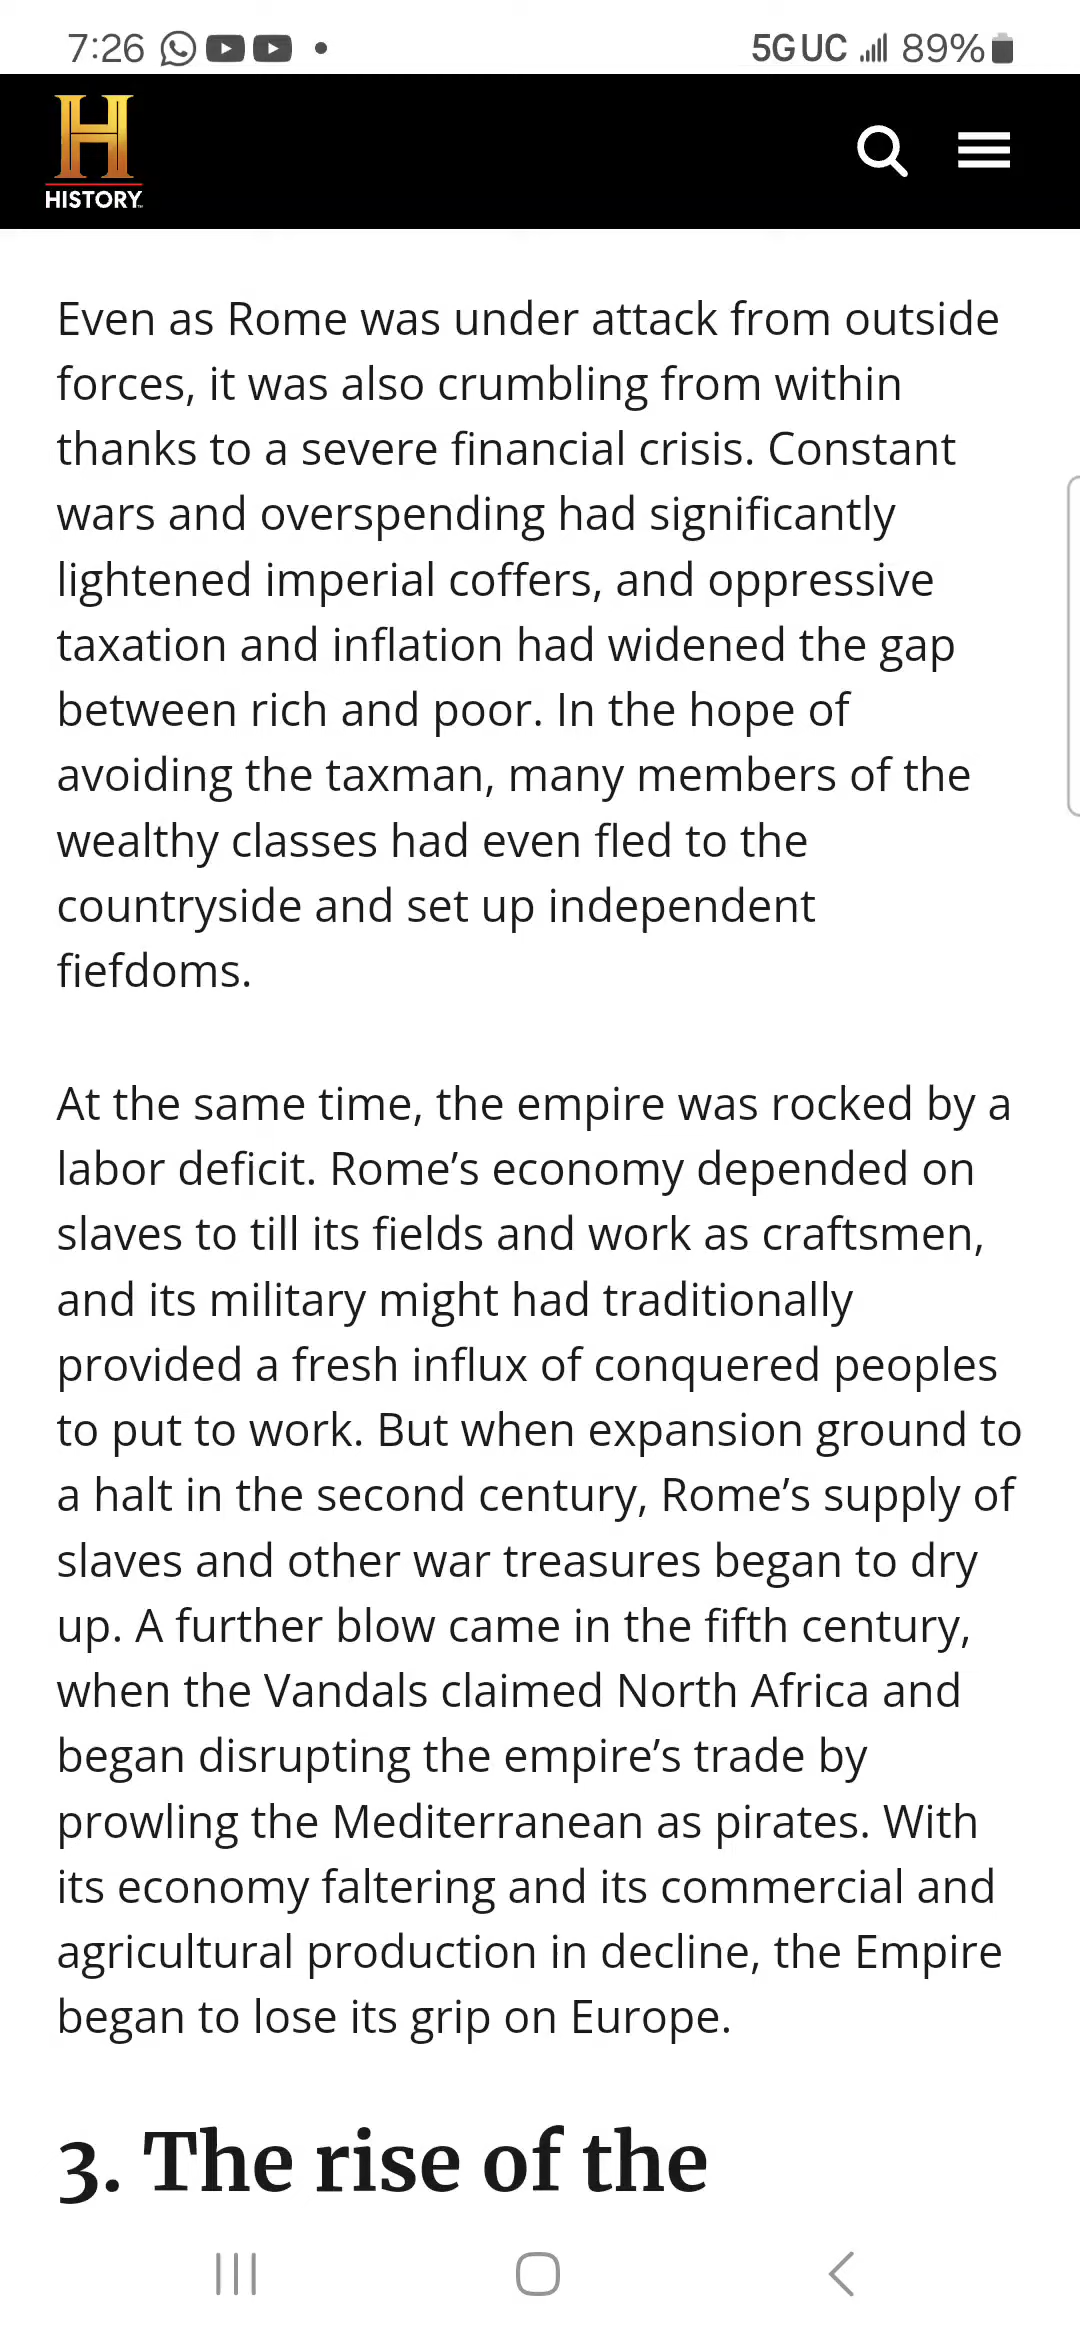 7:26
5G UC 89%
H
HISTORY
Even as Rome was under attack from outside
forces, it was also crumbling from within
thanks to a severe financial crisis. Constant
wars and overspending had significantly
lightened imperial coffers, and oppressive
taxation and inflation had widened the gap
between rich and poor. In the hope of
avoiding the taxman, many members of the
wealthy classes had even fled to the
countryside and set up independent
fiefdoms.
At the same time, the empire was rocked by a
labor deficit. Rome’s economy depended on
slaves to till its fields and work as craftsmen,
and its military might had traditionally
provided a fresh influx of conquered peoples
to put to work. But when expansion ground to
a halt in the second century, Rome’s supply of
slaves and other war treasures began to dry
up. A further blow came in the fifth century,
when the Vandals claimed North Africa and
began disrupting the empire’s trade by
prowling the Mediterranean as pirates. With
its economy faltering and its commercial and
agricultural production in decline, the Empire
began to lose its grip on Europe.
3. The rise of the